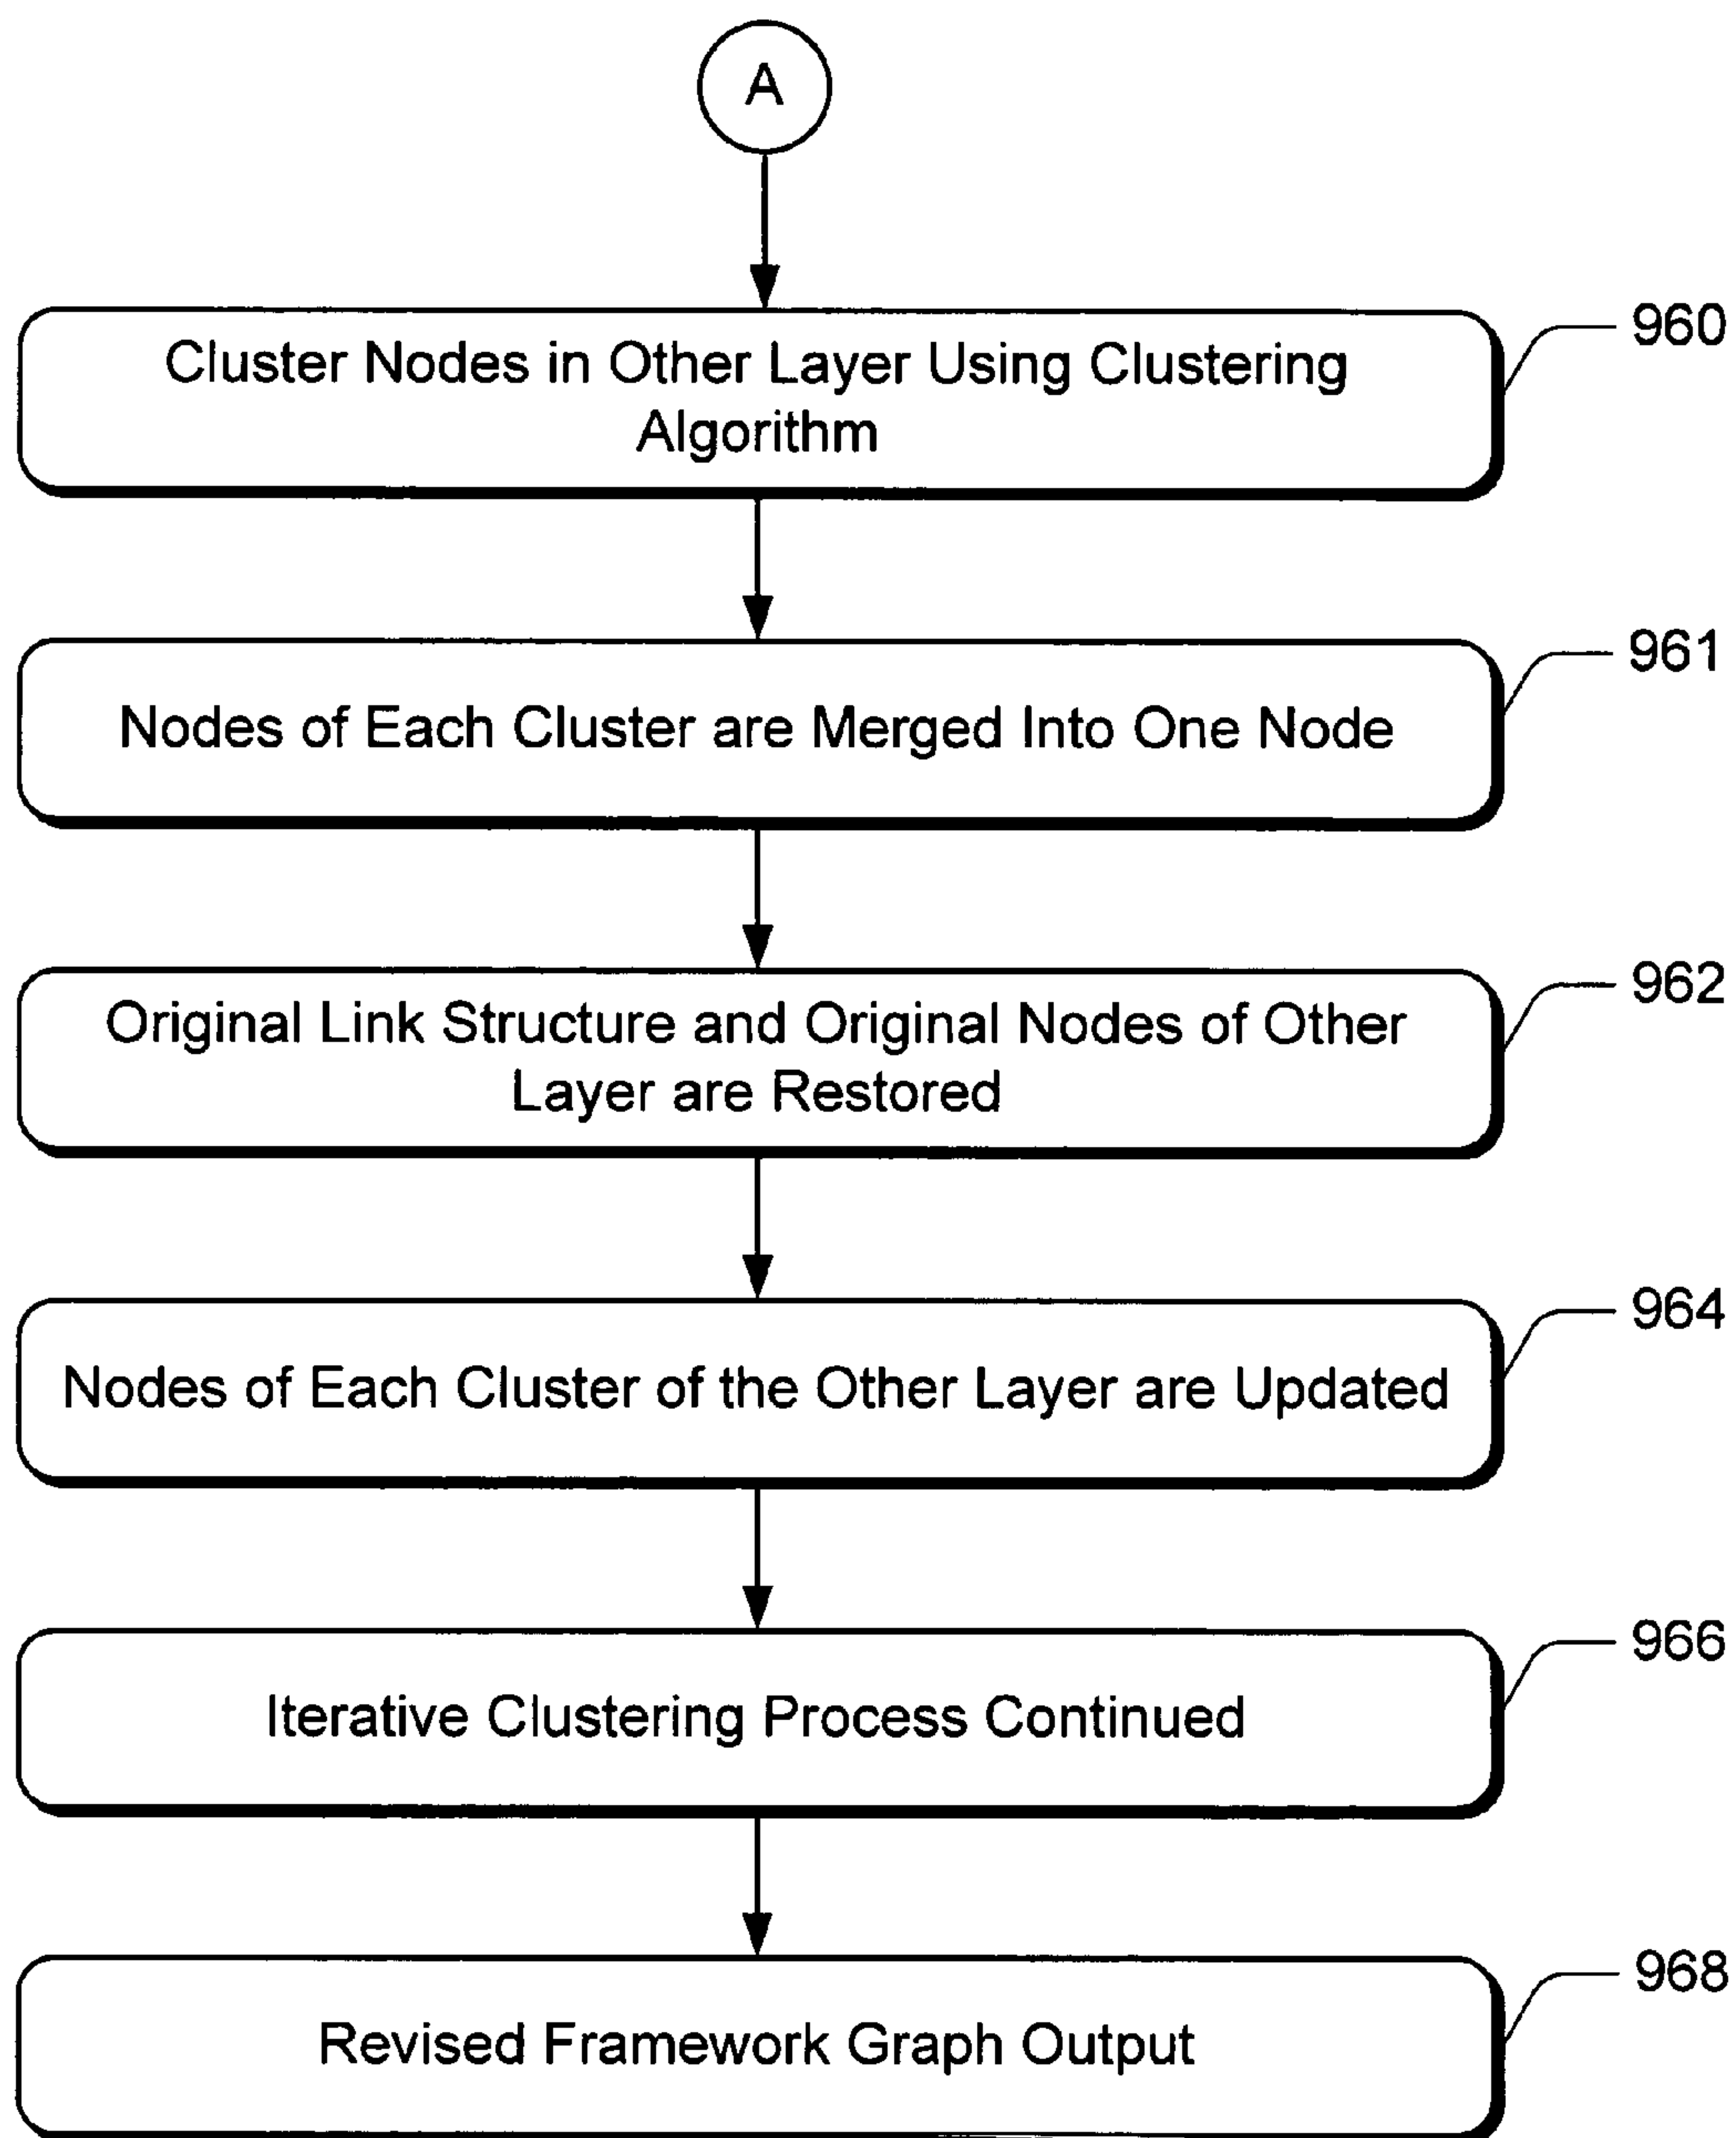 A
Cluster Nodes in Other Layer Using Clustering
Algorithm
960
Nodes of Each Cluster are Merged Into One Node
961
Original Link Structure and Original Nodes of Other
Layer are Restored
962
Nodes of Each Cluster of the Other Layer are Updated
964
Iterative Clustering Process Continued
966
Revised Framework Graph Output
968